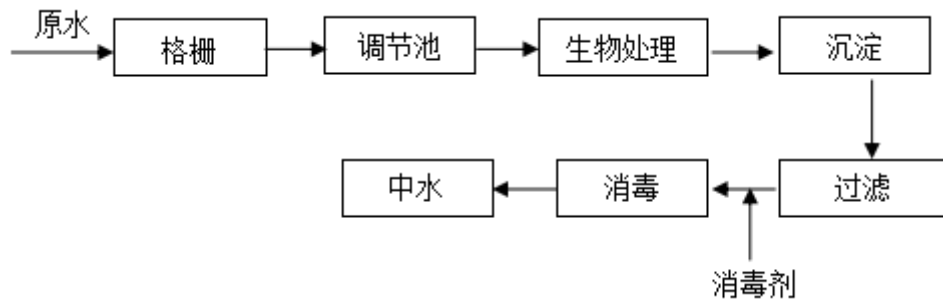 原水
格栅
调节池
生物处理
沉淀
过滤
消毒
中水
消毒剂